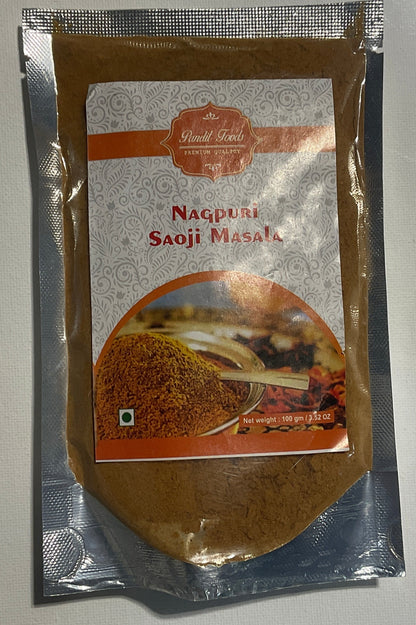 Pandit Foods
PREMIUM QUALITY
Nagpuri
Saoji Masala
Net weight : 100 gm / 3.52 OZ